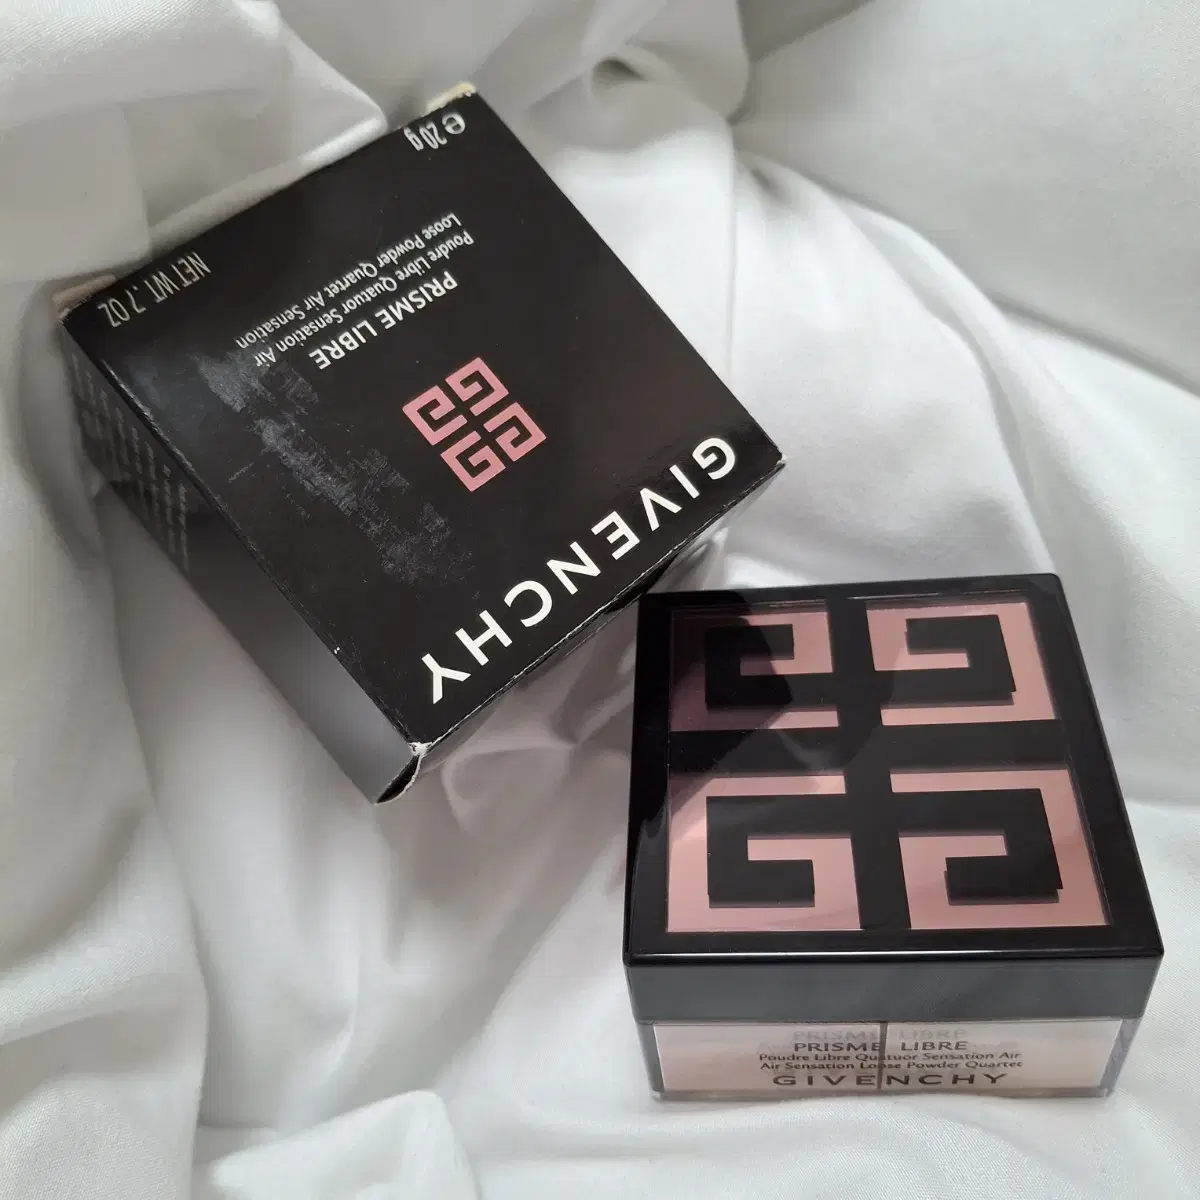 GIVENCHY
PRISME LIBRE
Poudre Libre Quatuor Sensation Air
Loose Powder Quartet Air Sensation
NET WT. .7 OZ
e 20g
PRISME LIBRE
Poudre Libre Quatuor Sensation Air
Air Sensation Loose Powder Quartet
GIVENCHY